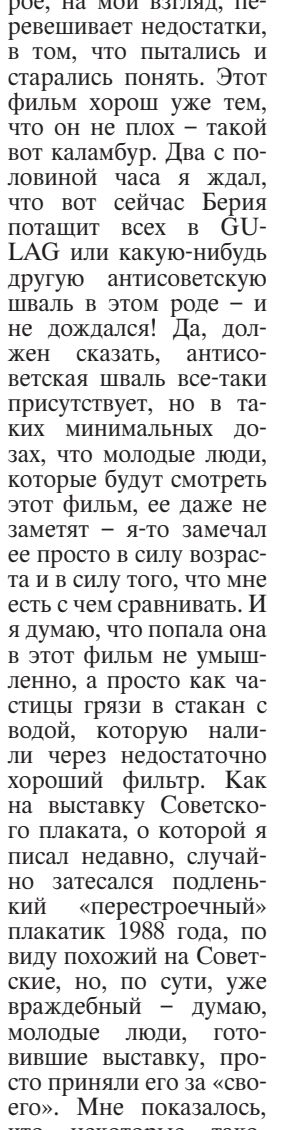 рое, на мой взгляд, пе-
ревешивает недостатки,
в том, что пытались и
старались понять. Этот
фильм хорош уже тем,
что он не плох – такой
вот каламбур. Два с по-
ловиной часа я ждал,
что вот сейчас Берия
потащит всех в GU-
LAG или какую-нибудь
другую антисоветскую
шваль в этом роде – и
не дождался! Да, дол-
жен сказать, антисо-
ветская шваль все-таки
присутствует, но в та-
ких минимальных до-
зах, что молодые люди,
которые будут смотреть
этот фильм, ее даже не
заметят – я-то замечал
ее просто в силу возрас-
та и в силу того, что мне
есть с чем сравнивать. И
я думаю, что попала она
в этот фильм не умыш-
ленно, а просто как ча-
стицы грязи в стакан с
водой, которую нали-
ли через недостаточно
хороший фильтр. Как
на выставку Советско-
го плаката, о которой я
писал недавно, случай-
но затесался подлень-
кий «перестроечный»
плакатик 1988 года, по
виду похожий на Совет-
ские, но, по сути, уже
враждебный – думаю,
молодые люди, гото-
вившие выставку, про-
сто приняли его за «сво-
его». Мне показалось,
что некоторые тако-